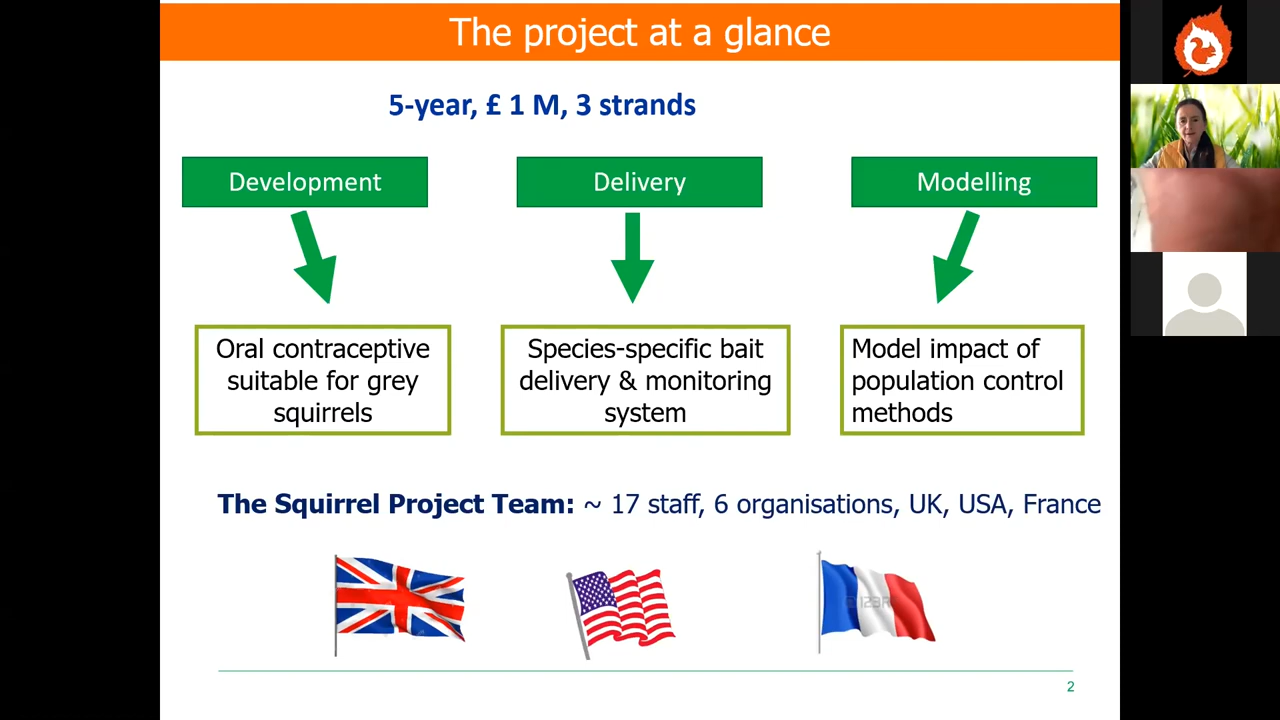 The project at a glance
5-year, £ 1 M, 3 strands
Development
Delivery
Modelling
Oral contraceptive
suitable for grey
squirrels
Species-specific bait
delivery & monitoring
system
Model impact of
population control
methods
The Squirrel Project Team: ~ 17 staff, 6 organisations, UK, USA, France
2